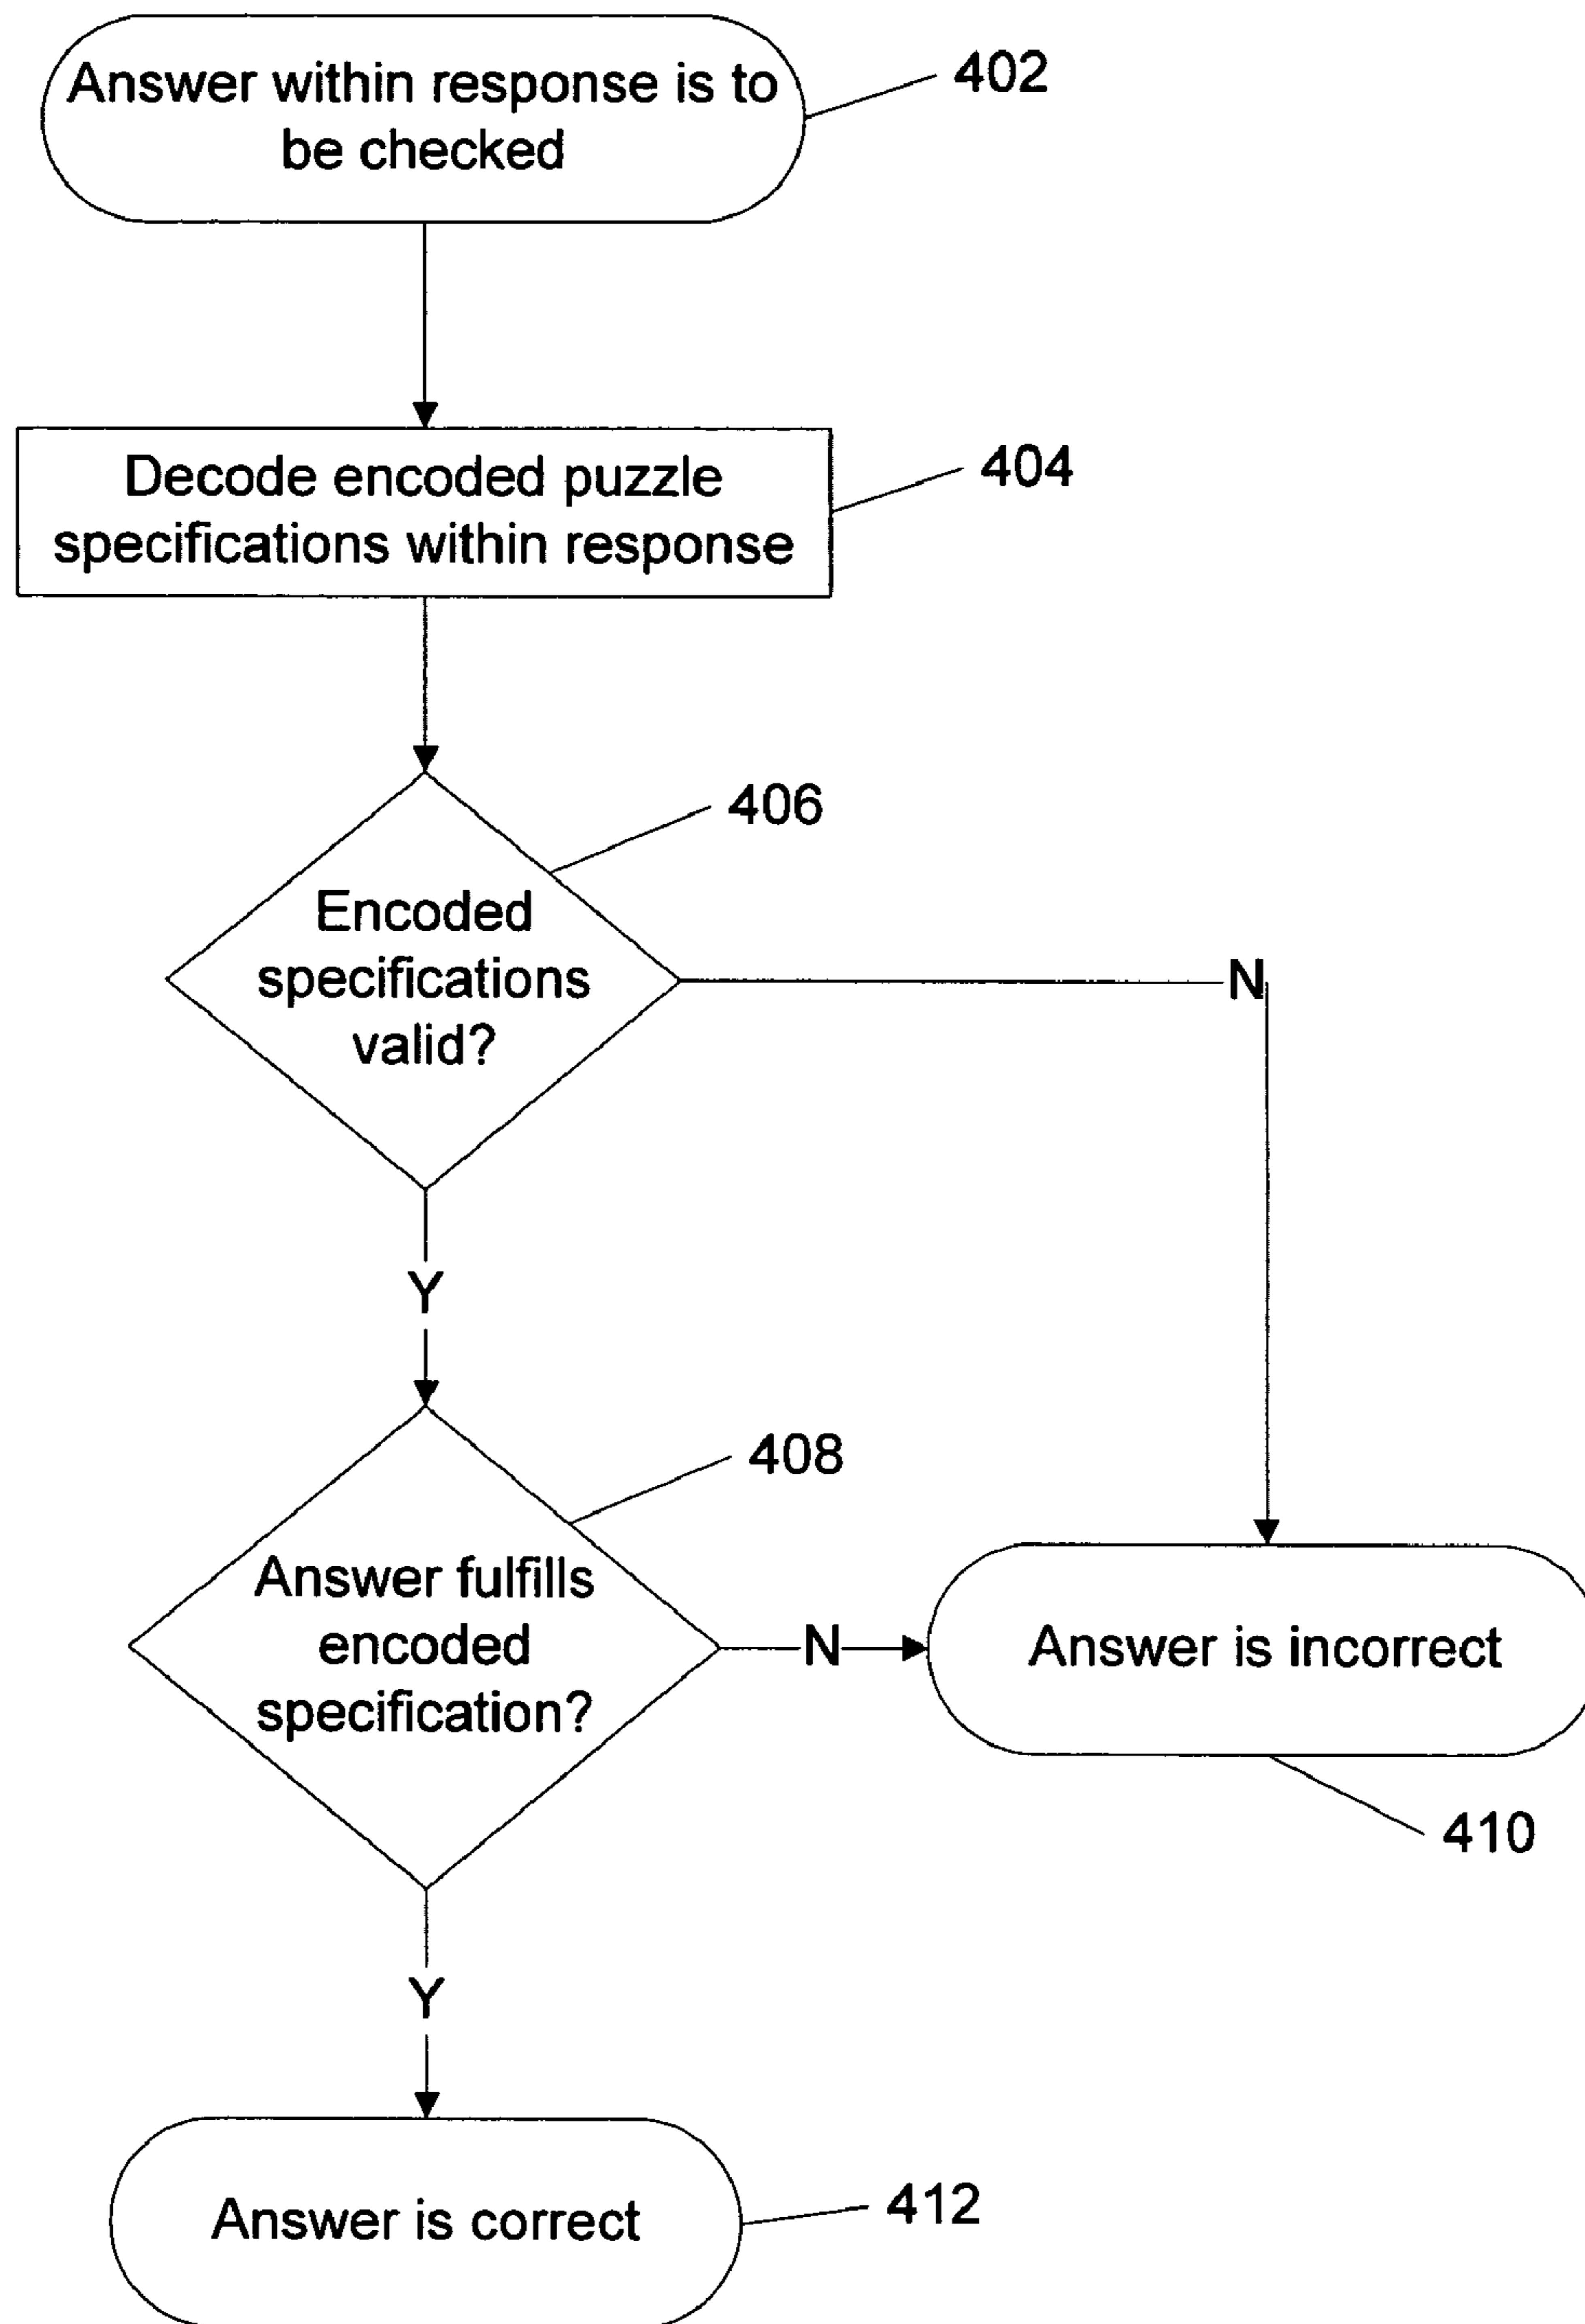 Answer within response is to
be checked
402
Decode encoded puzzle
specifications within response
404
406
Encoded
specifications
valid?
N
Y
408
Answer fulfills
encoded
specification?
N
Answer is incorrect
410
Y
Answer is correct
412